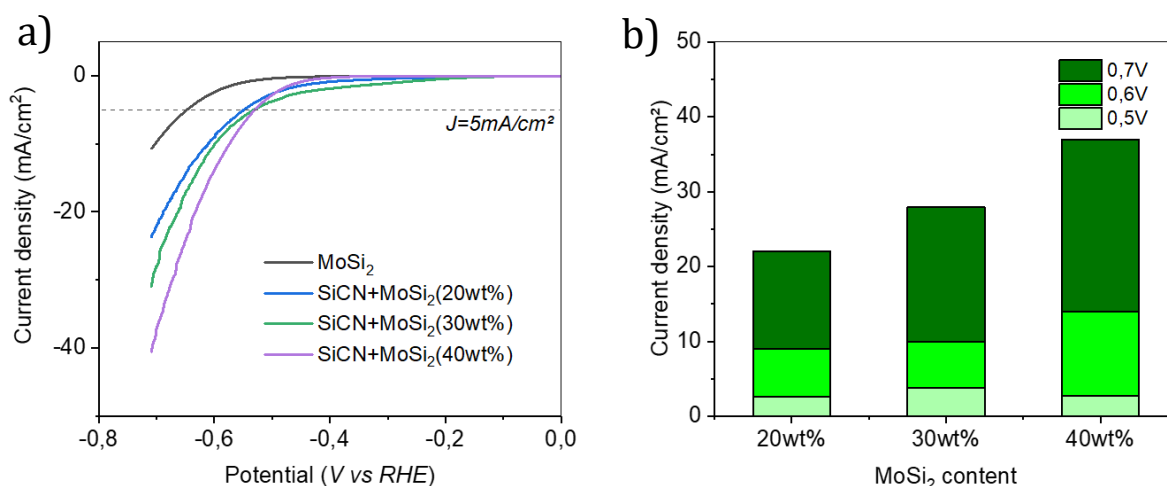 a)
Current density (mA/cm²)
0
-20
-40
J=5mA/cm²
MoSi₂
SiCN+MoSi₂(20wt%)
SiCN+MoSi₂(30wt%)
SiCN+MoSi₂(40wt%)
-0,8
-0,6
-0,4
-0,2
0,0
Potential (V vs RHE)
b)
Current density (mA/cm²)
50
40
30
20
10
0
0,7V
0,6V
0,5V
20wt%
30wt%
40wt%
MoSi₂ content